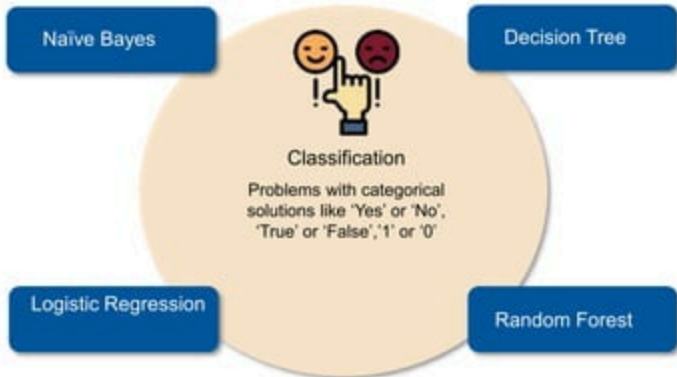 Naïve Bayes
Decision Tree
Classification
Problems with categorical
solutions like 'Yes' or 'No',
'True' or 'False','1' or '0'
Logistic Regression
Random Forest